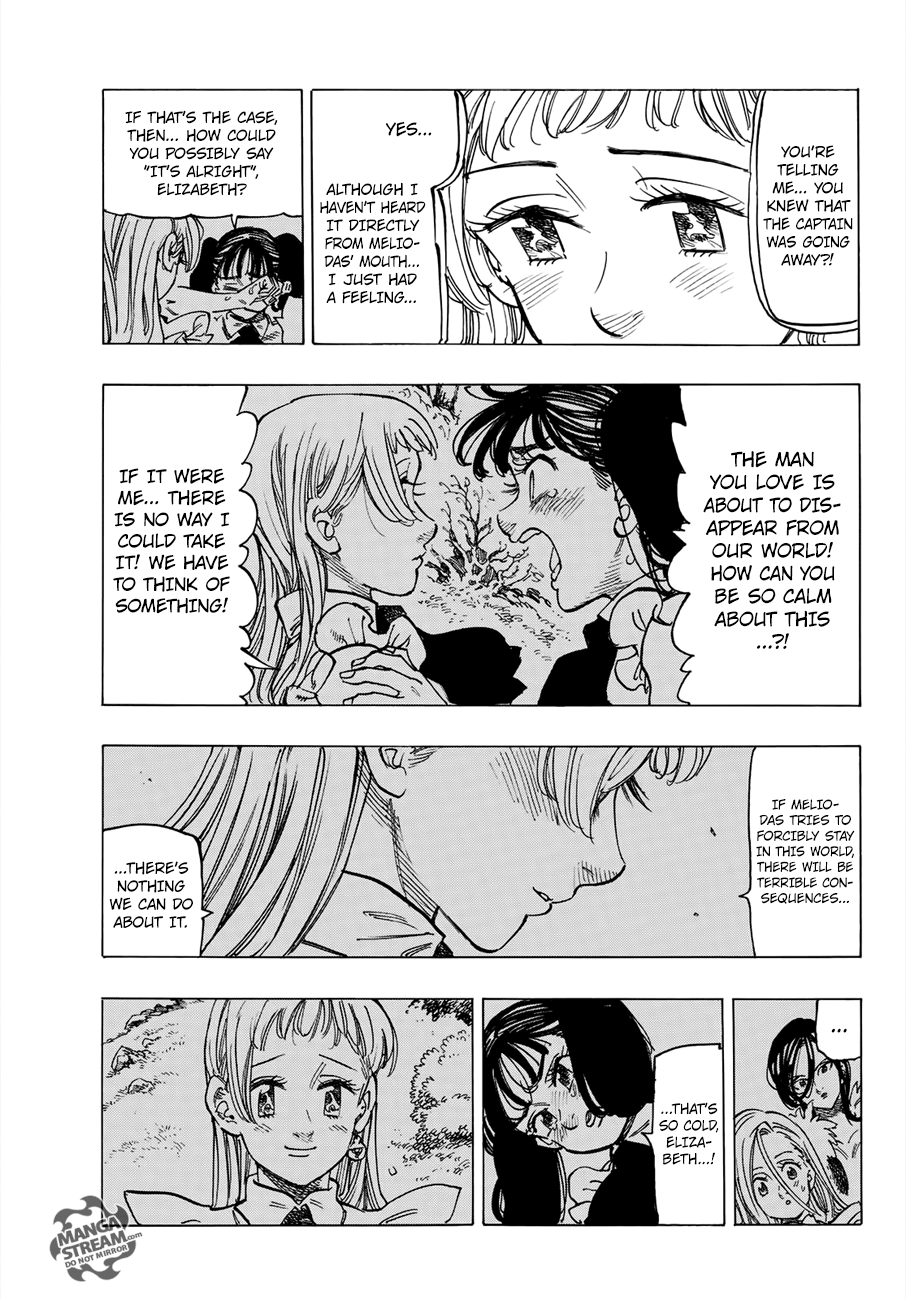 YOU'RE
TELLING
ME... YOU
KNEW THAT
THE CAPTAIN
WAS GOING
AWAY?!
YES...
ALTHOUGH I
HAVEN'T HEARD
IT DIRECTLY
FROM MELIO-
DAS' MOUTH...
I JUST HAD
A FEELING...
IF THAT'S THE CASE,
THEN... HOW COULD
YOU POSSIBLY SAY
"IT'S ALRIGHT",
ELIZABETH?
THE MAN
YOU LOVE IS
ABOUT TO DIS-
APPEAR FROM
OUR WORLD!
HOW CAN YOU
BE SO CALM
ABOUT THIS
...?!
IF IT WERE
ME... THERE
IS NO WAY I
COULD TAKE
IT! WE HAVE
TO THINK OF
SOMETHING!
IF MELIO-
DAS TRIES TO
FORCIBLY STAY
IN THIS WORLD,
THERE WILL BE
TERRIBLE CON-
SEQUENCES...
...THERE'S
NOTHING
WE CAN DO
ABOUT IT.
...
...THAT'S
SO COLD,
ELIZA-
BETH...!
MANGA
STREAM.com
DO NOT MIRROR